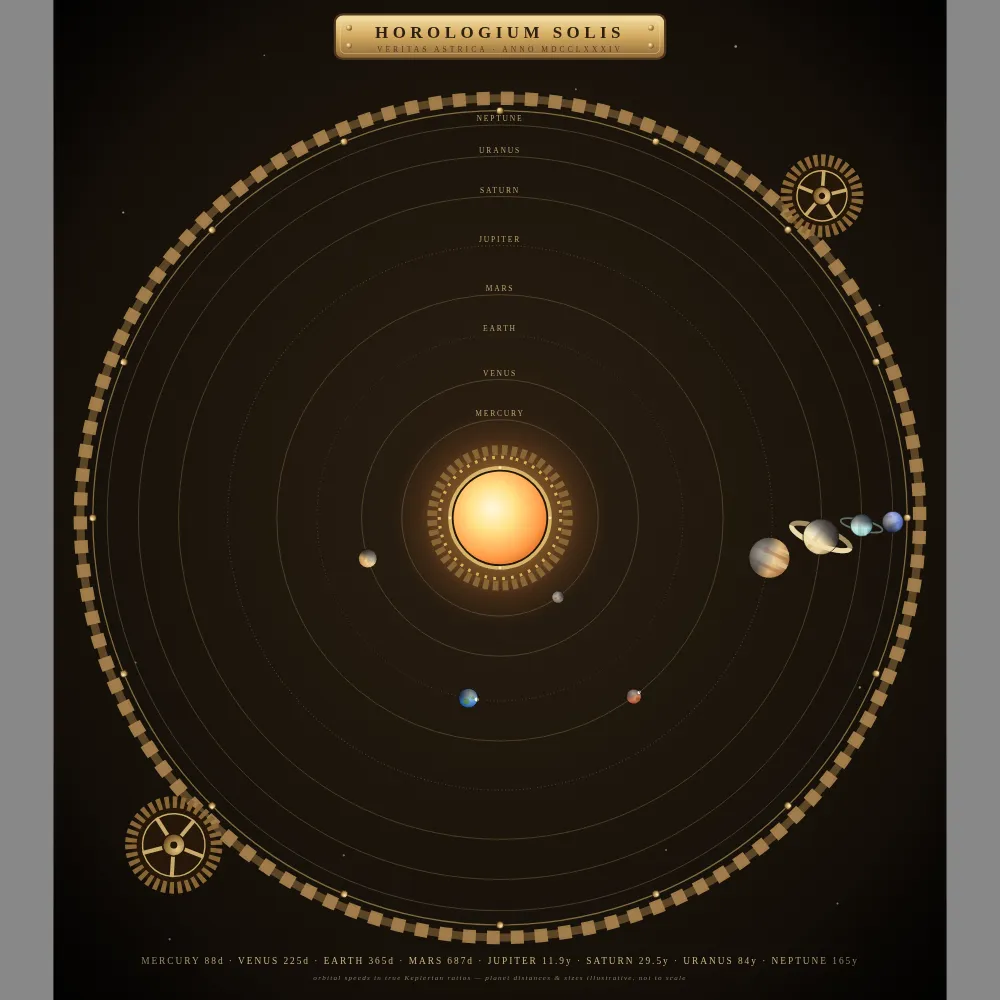 HOROLOGIUM SOLIS
VERITAS ASTRICA · ANNO MDCCLXXXIV
NEPTUNE
URANUS
SATURN
JUPITER
MARS
EARTH
VENUS
MERCURY
MERCURY 88d · VENUS 225d · EARTH 365d · MARS 687d · JUPITER 11.9y · SATURN 29.5y · URANUS 84y · NEPTUNE 165y
orbital speeds to true Keplerian ratios — planet distances & sizes illustrative, not to scale